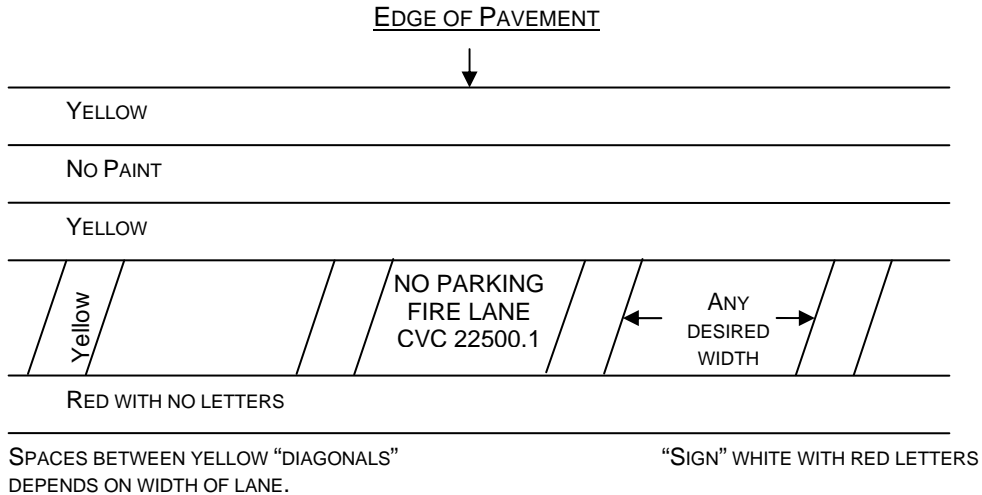 EDGE OF PAVEMENT
YELLOW
NO PAINT
YELLOW
Yellow
NO PARKING
FIRE LANE
CVC 22500.1
ANY
DESIRED
WIDTH
RED WITH NO LETTERS
SPACES BETWEEN YELLOW “DIAGONALS”
DEPENDS ON WIDTH OF LANE.
“SIGN” WHITE WITH RED LETTERS